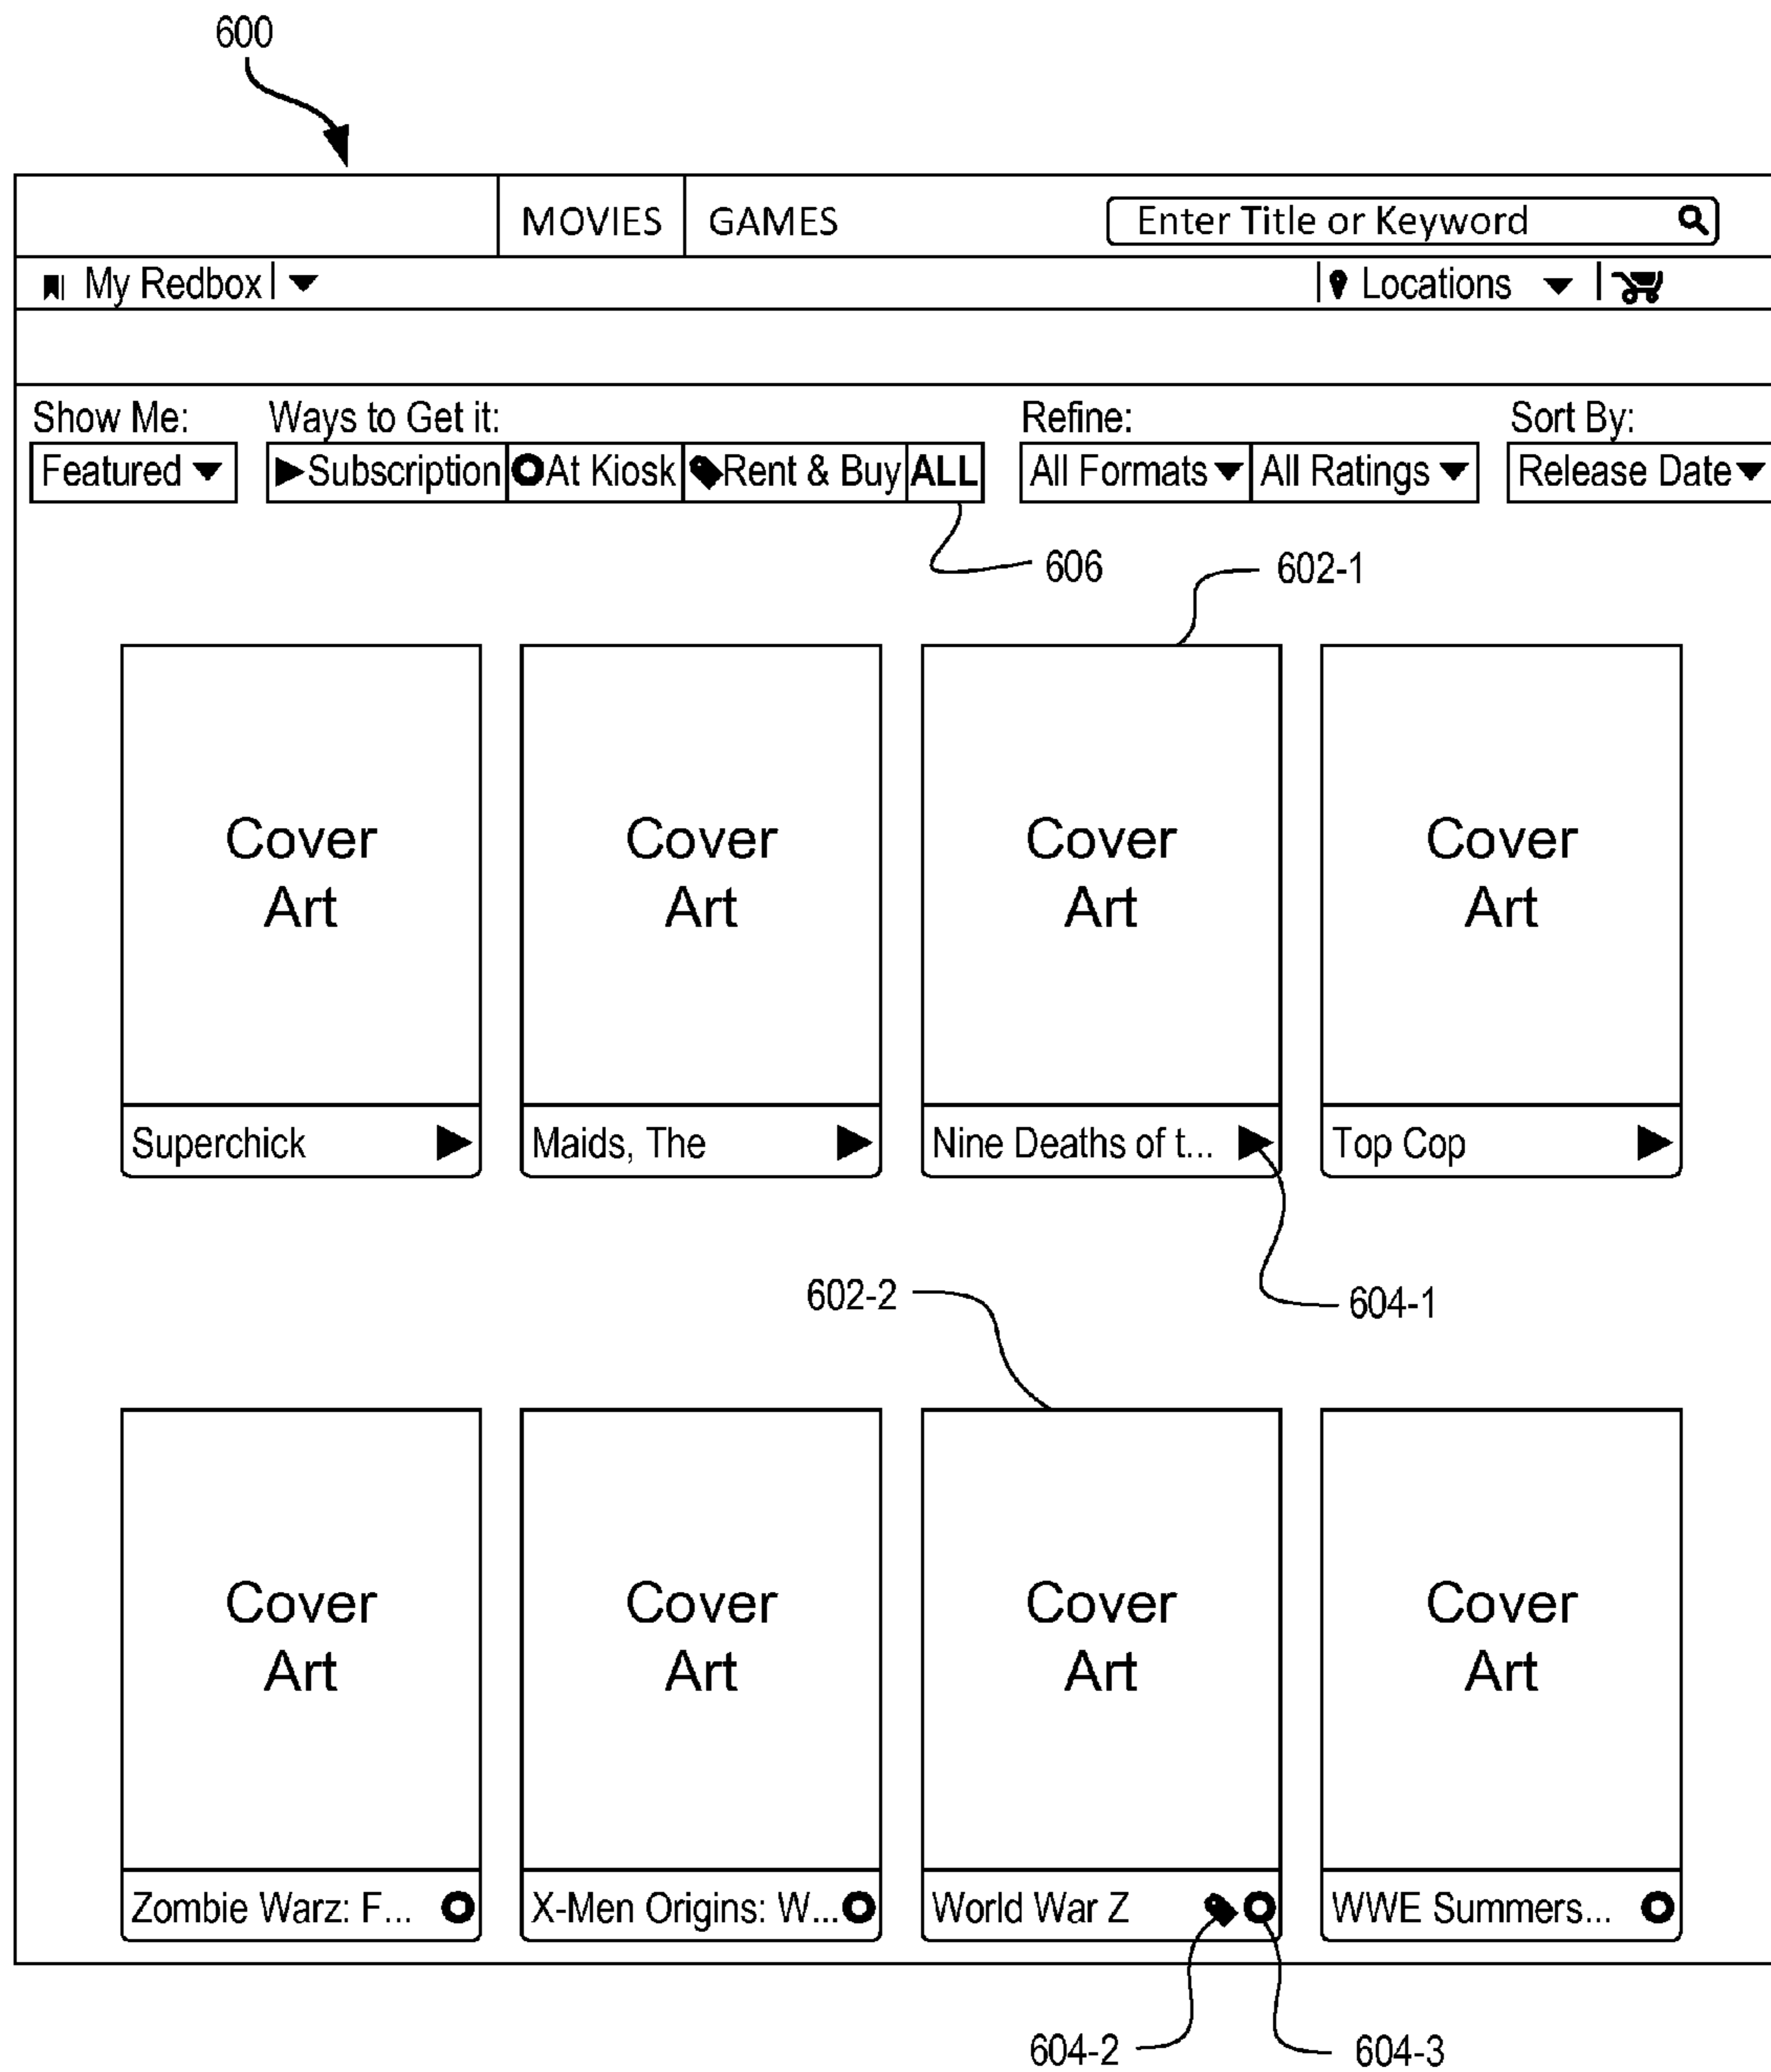 600
MOVIES GAMES Enter Title or Keyword
My Redbox Locations
Show Me: Ways to Get it: Refine: Sort By:
Featured Subscription At Kiosk Rent & Buy ALL All Formats All Ratings Release Date
606 602-1
Cover Cover Cover Cover
Art Art Art Art
Superchick Maids, The Nine Deaths of t... Top Cop
602-2 604-1
Cover Cover Cover Cover
Art Art Art Art
Zombie Warz: F... X-Men Origins: W... World War Z WWE Summers...
604-2 604-3